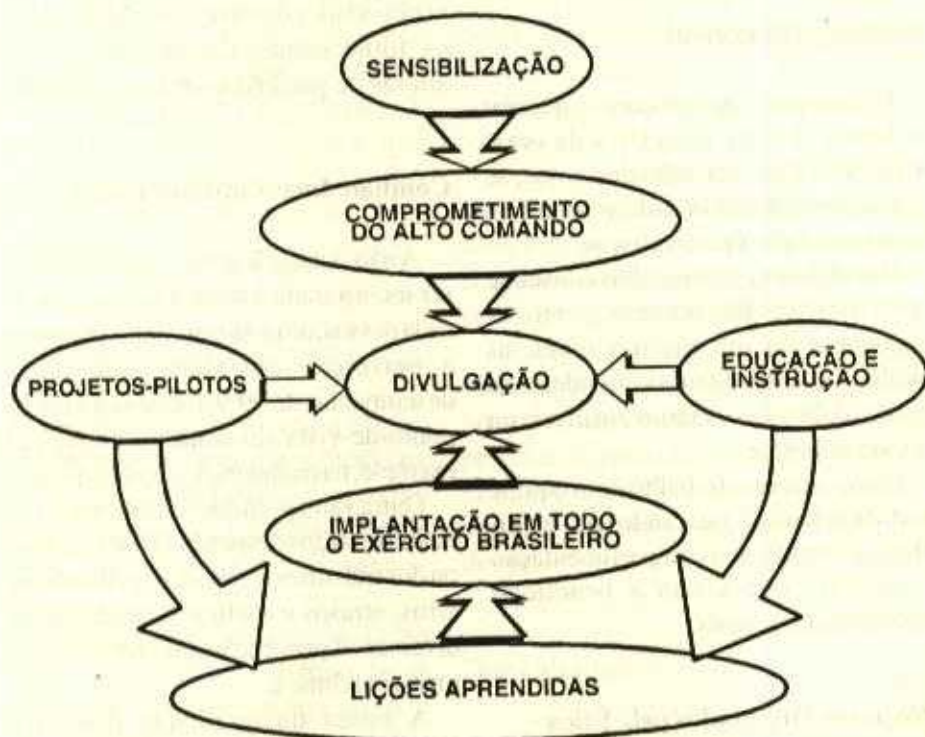 SENSIBILIZAÇÃO
COMPROMETIMENTO
DO ALTO COMANDO
PROJETOS-PILOTOS
DIVULGAÇÃO
EDUCAÇÃO E
INSTRUÇÃO
IMPLANTAÇÃO EM TODO
O EXÉRCITO BRASILEIRO
LIÇÕES APRENDIDAS